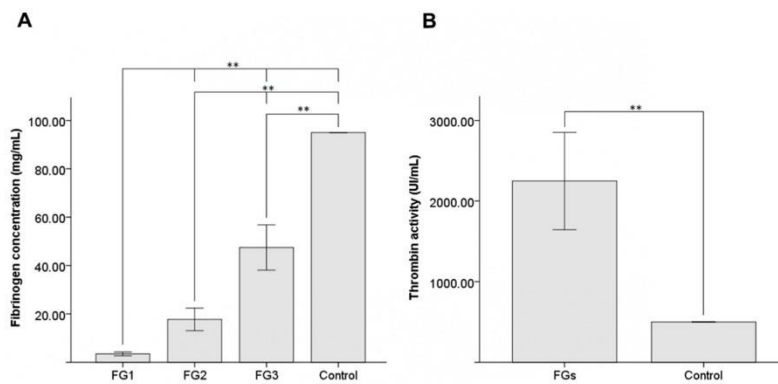 A
B
**
**
**
**
Fibrinogen concentration (mg/mL)
100.00
80.00
60.00
40.00
20.00
FG1 FG2 FG3 Control
Thrombin activity (UI/mL)
3000.00
2000.00
1000.00
FGs Control